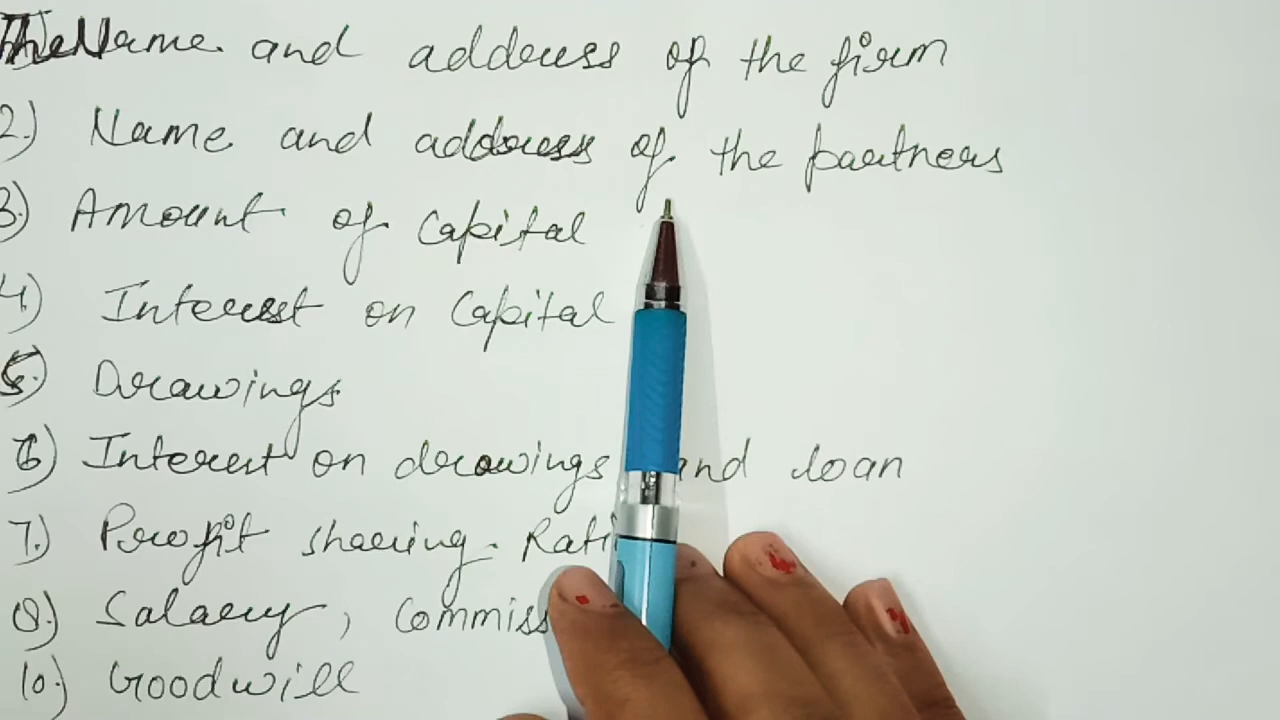 The Name and address of the firm
2.) Name and address of the partners
3.) Amount of Capital
4.) Interest on Capital
5.) Drawings
6) Interest on drawings and loan
7.) Profit sharing Rati
8.) Salary, Commiss
10.) Goodwill